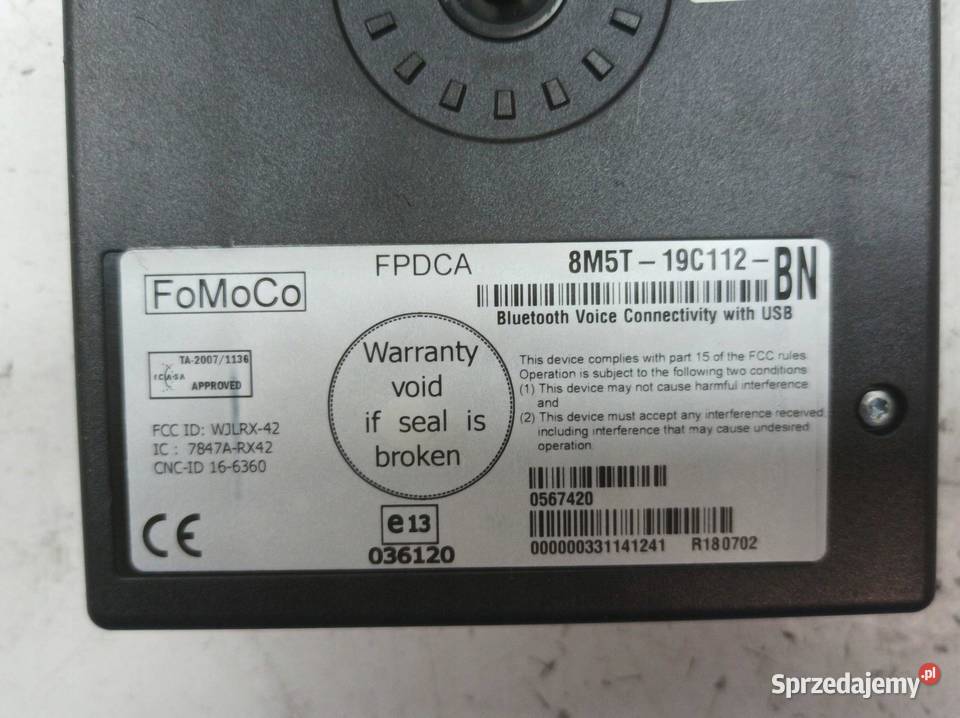 FoMoCo
FPDCA
8M5T-19C112-BN
Bluetooth Voice Connectivity with USB
TA-2007/1136
ICASA
APPROVED
FCC ID: WJLRX-42
IC : 7847A-RX42
CNC-ID 16-6360
CE
Warranty
void
if seal is
broken
e13
036120
This device complies with part 15 of the FCC rules
Operation is subject to the following two conditions
(1) This device may not cause harmful interference
and
(2) This device must accept any interference received
including interference that may cause undesired
operation
0567420
000000331141241 R180702
Sprzedajemy.pl